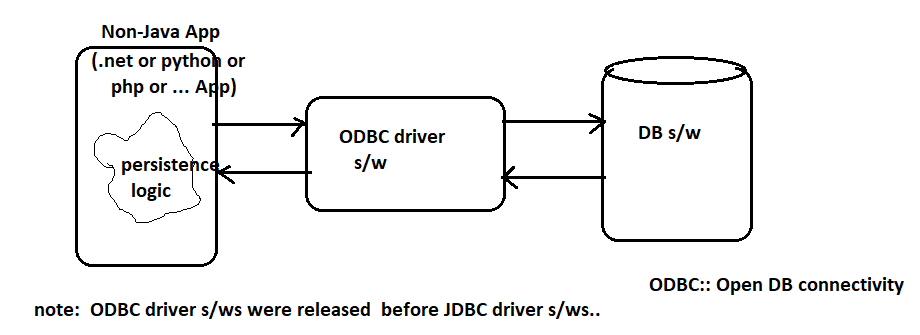 Non-Java App
(.net or python or
php or ... App)
persistence
logic
ODBC driver
s/w
DB s/w
ODBC:: Open DB connectivity
note:  ODBC driver s/ws were released  before JDBC driver s/ws..